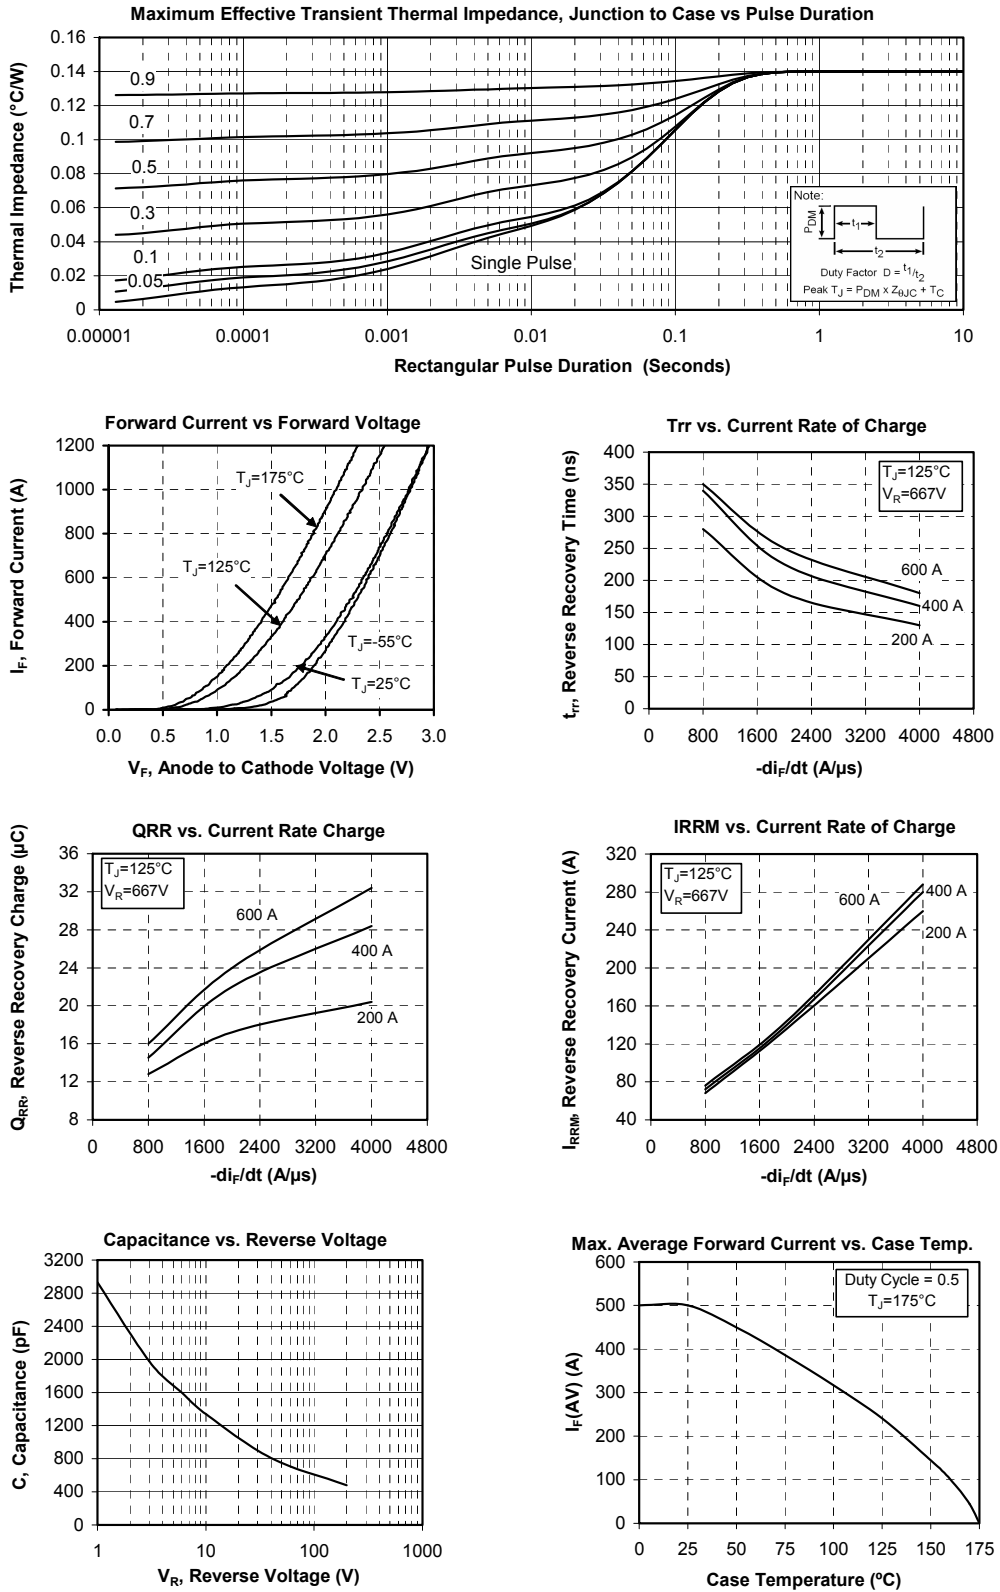 Maximum Effective Transient Thermal Impedance, Junction to Case vs Pulse Duration
Thermal Impedance (°C/W)
0.16
0.14
0.12
0.1
0.08
0.06
0.04
0.02
0
0.9
0.7
0.5
0.3
0.1
0.05
Single Pulse
Note:
PDM
t1
t2
Duty Factor D = t1/t2
Peak TJ = PDM x ZθJC + TC
0.00001 0.0001 0.001 0.01 0.1 1 10
Rectangular Pulse Duration (Seconds)
Forward Current vs Forward Voltage
IF, Forward Current (A)
1200
1000
800
600
400
200
0
TJ=175°C
TJ=125°C
TJ=-55°C
TJ=25°C
0.0 0.5 1.0 1.5 2.0 2.5 3.0
VF, Anode to Cathode Voltage (V)
Trr vs. Current Rate of Charge
trr, Reverse Recovery Time (ns)
400
350
300
250
200
150
100
50
0
TJ=125°C
VR=667V
600 A
400 A
200 A
0 800 1600 2400 3200 4000 4800
-diF/dt (A/µs)
QRR vs. Current Rate Charge
QRR, Reverse Recovery Charge (µC)
36
32
28
24
20
16
12
8
TJ=125°C
VR=667V
600 A
400 A
200 A
0 800 1600 2400 3200 4000 4800
-diF/dt (A/µs)
IRRM vs. Current Rate of Charge
IRRM, Reverse Recovery Current (A)
320
280
240
200
160
120
80
40
TJ=125°C
VR=667V
600 A
400 A
200 A
0 800 1600 2400 3200 4000 4800
-diF/dt (A/µs)
Capacitance vs. Reverse Voltage
C, Capacitance (pF)
3200
2800
2400
2000
1600
1200
800
400
0
1 10 100 1000
VR, Reverse Voltage (V)
Max. Average Forward Current vs. Case Temp.
IF(AV) (A)
600
500
400
300
200
100
0
Duty Cycle = 0.5
TJ=175°C
0 25 50 75 100 125 150 175
Case Temperature (ºC)